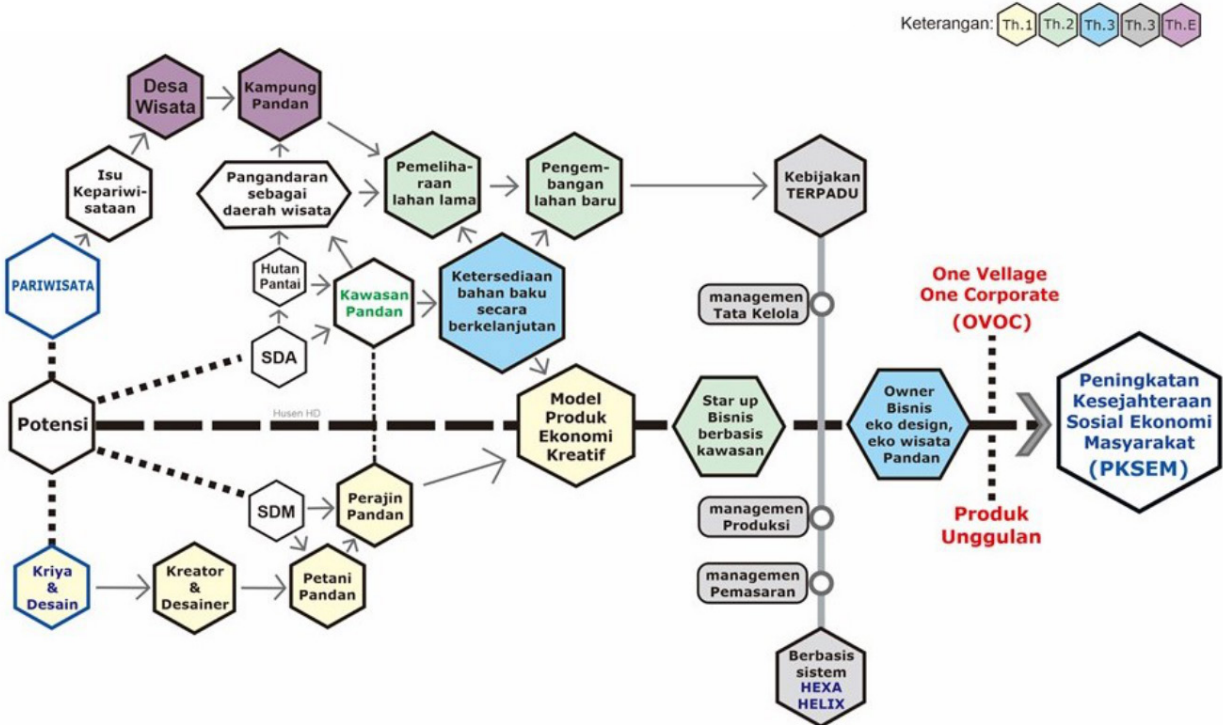 Keterangan: Th.1 Th.2 Th.3 Th.3 Th.E
Desa
Wisata
Kampung
Pandan
Isu
Kepariwi-
sataan
Pangandaran
sebagai
daerah wisata
Pemeliha-
raan
lahan lama
Pengem-
bangan
lahan baru
Kebijakan
TERPADU
PARIWISATA
Hutan
Pantai
Kawasan
Pandan
Ketersediaan
bahan baku
secara
berkelanjutan
SDA
managemen
Tata Kelola
One Vellage
One Corporate
(OVOC)
Potensi
Husen HD
Model
Produk
Ekonomi
Kreatif
Star up
Bisnis
berbasis
kawasan
Owner
Bisnis
eko design,
eko wisata
Pandan
Peningkatan
Kesejahteraan
Sosial Ekonomi
Masyarakat
(PKSEM)
SDM
Perajin
Pandan
managemen
Produksi
Produk
Unggulan
Kriya
&
Desain
Kreator
&
Desainer
Petani
Pandan
managemen
Pemasaran
Berbasis
sistem
HEXA
HELIX